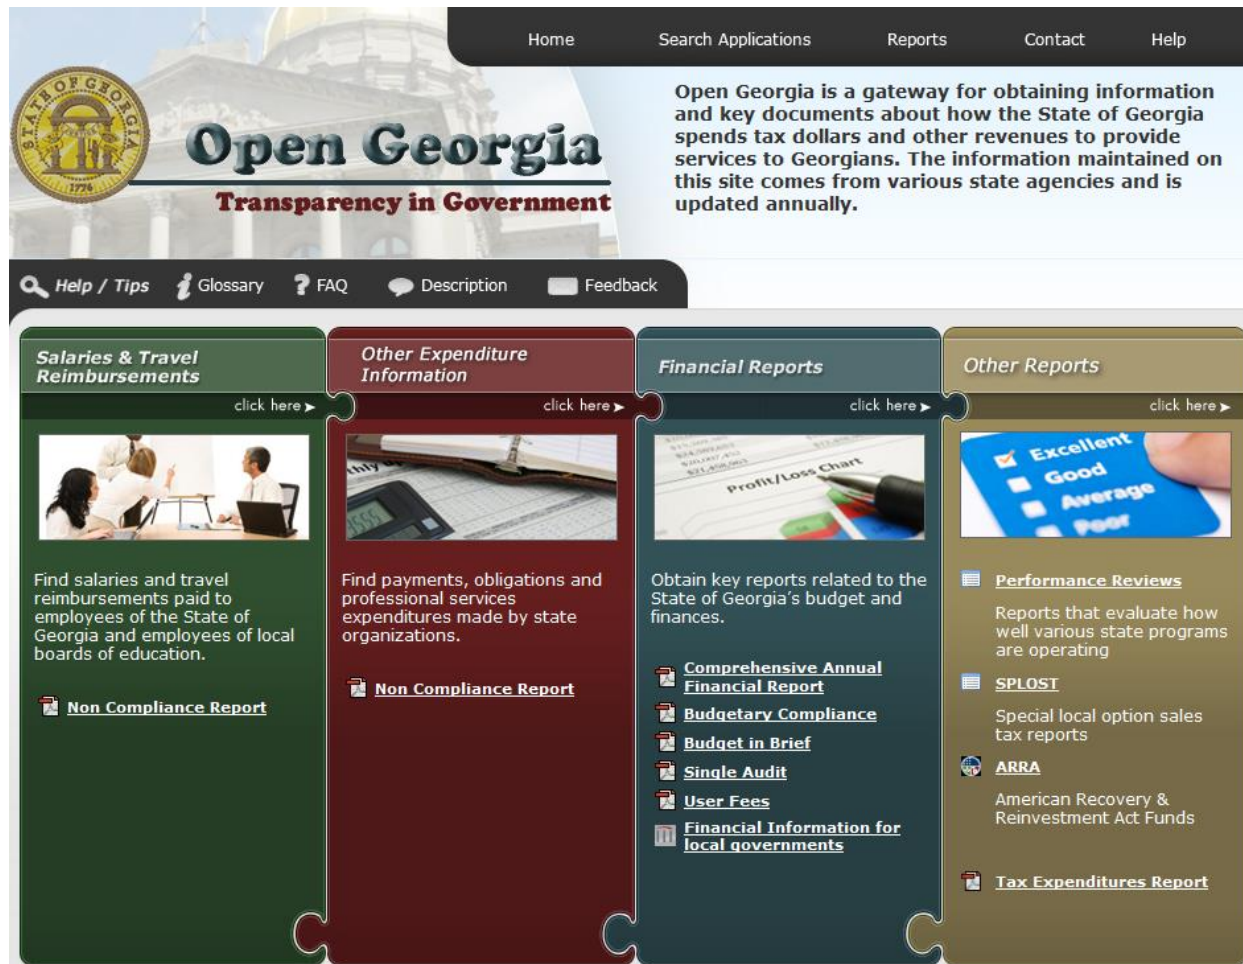 Home
Search Applications
Reports
Contact
Help
STATE OF GEORGIA
1776
Open Georgia
Transparency in Government
Open Georgia is a gateway for obtaining information
and key documents about how the State of Georgia
spends tax dollars and other revenues to provide
services to Georgians. The information maintained on
this site comes from various state agencies and is
updated annually.
Help / Tips
Glossary
FAQ
Description
Feedback
Salaries & Travel
Reimbursements
click here
Find salaries and travel
reimbursements paid to
employees of the State of
Georgia and employees of local
boards of education.
Non Compliance Report
Other Expenditure
Information
click here
Find payments, obligations and
professional services
expenditures made by state
organizations.
Non Compliance Report
Financial Reports
click here
Profit/Loss Chart
Obtain key reports related to the
State of Georgia's budget and
finances.
Comprehensive Annual
Financial Report
Budgetary Compliance
Budget in Brief
Single Audit
User Fees
Financial Information for
local governments
Other Reports
click here
Excellent
Good
Average
Poor
Performance Reviews
Reports that evaluate how
well various state programs
are operating
SPLOST
Special local option sales
tax reports
ARRA
American Recovery &
Reinvestment Act Funds
Tax Expenditures Report